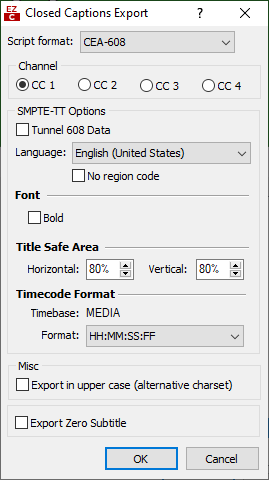 EZ
C
Closed Captions Export
?
Script format: CEA-608
Channel
CC 1 CC 2 CC 3 CC 4
SMPTE-TT Options
Tunnel 608 Data
Language: English (United States)
No region code
Font
Bold
Title Safe Area
Horizontal: 80% Vertical: 80%
Timecode Format
Timebase: MEDIA
Format: HH:MM:SS:FF
Misc
Export in upper case (alternative charset)
Export Zero Subtitle
OK Cancel